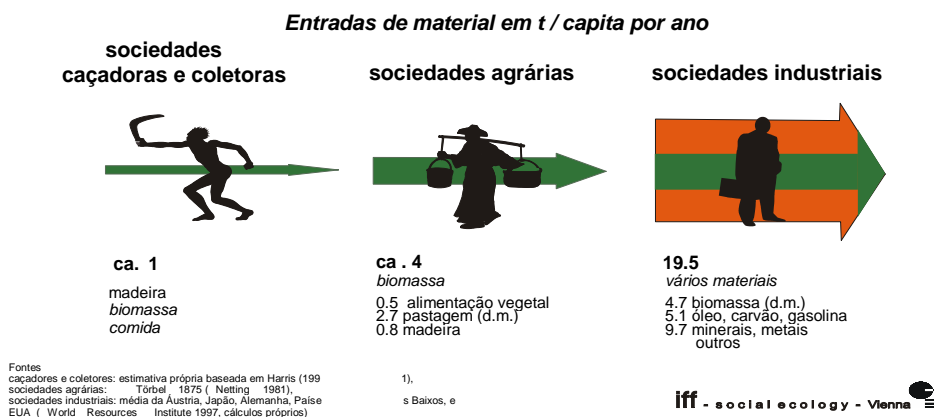 Entradas de material em t / capita por ano
sociedades
caçadoras e coletoras
sociedades agrárias
sociedades industriais
ca. 1
madeira
biomassa
comida
ca . 4
biomassa
0.5 alimentação vegetal
2.7 pastagem (d.m.)
0.8 madeira
19.5
vários materiais
4.7 biomassa (d.m.)
5.1 óleo, carvão, gasolina
9.7 minerais, metais
outros
Fontes
caçadores e coletores: estimativa própria baseada em Harris (199 1),
sociedades agrárias: Törbel 1875 ( Netting 1981),
sociedades industriais: média da Áustria, Japão, Alemanha, Paíse s Baixos, e
EUA ( World Resources Institute 1997, cálculos próprios)
iff - social ecology - Vienna